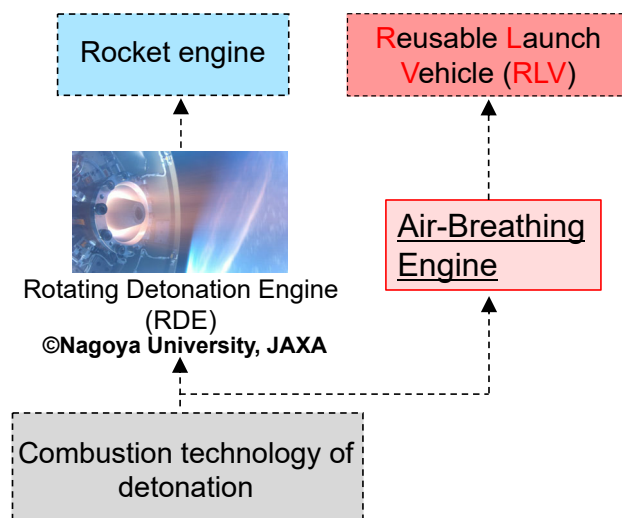 Rocket engine
Reusable Launch
Vehicle (RLV)
Air-Breathing
Engine
Rotating Detonation Engine
(RDE)
©Nagoya University, JAXA
Combustion technology of
detonation